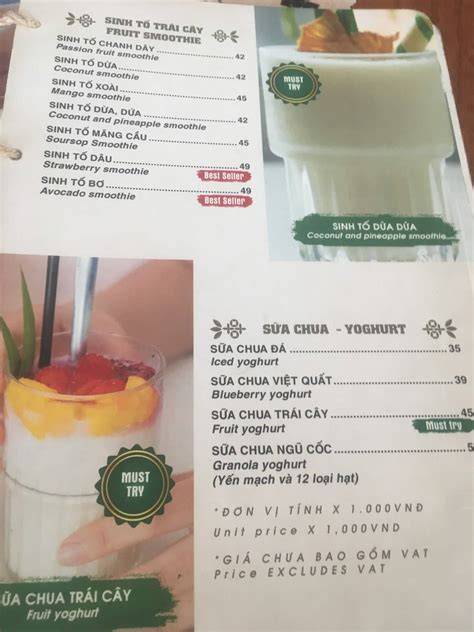 SINH TỐ TRÁI CÂY
FRUIT SMOOTHIE
SINH TỐ CHANH DÂY 42
Passion fruit smoothie
SINH TỐ DỪA 42
Coconut smoothie
SINH TỐ XOÀI 45
Mango smoothie
SINH TỐ DỪA, DỨA 42
Coconut and pineapple smoothie
SINH TỐ MÃNG CẦU 45
Soursop Smoothie
SINH TỐ DÂU 49
Strawberry smoothie
Best Seller
SINH TỐ BƠ 49
Avocado smoothie
Best Seller
MUST
TRY
SINH TỐ DỪA DỨA
Coconut and pineapple smoothie
SỮA CHUA - YOGHURT
SỮA CHUA ĐÁ 35
Iced yoghurt
SỮA CHUA VIỆT QUẤT 39
Blueberry yoghurt
SỮA CHUA TRÁI CÂY 45
Fruit yoghurt
Must try
SỮA CHUA NGŨ CỐC
Granola yoghurt
(Yến mạch và 12 loại hạt)
*ĐƠN VỊ TÍNH X 1.000VNĐ
Unit price X 1,000VND
*GIÁ CHƯA BAO GỒM VAT
Price EXCLUDES VAT
MUST
TRY
ỮA CHUA TRÁI CÂY
Fruit yoghurt